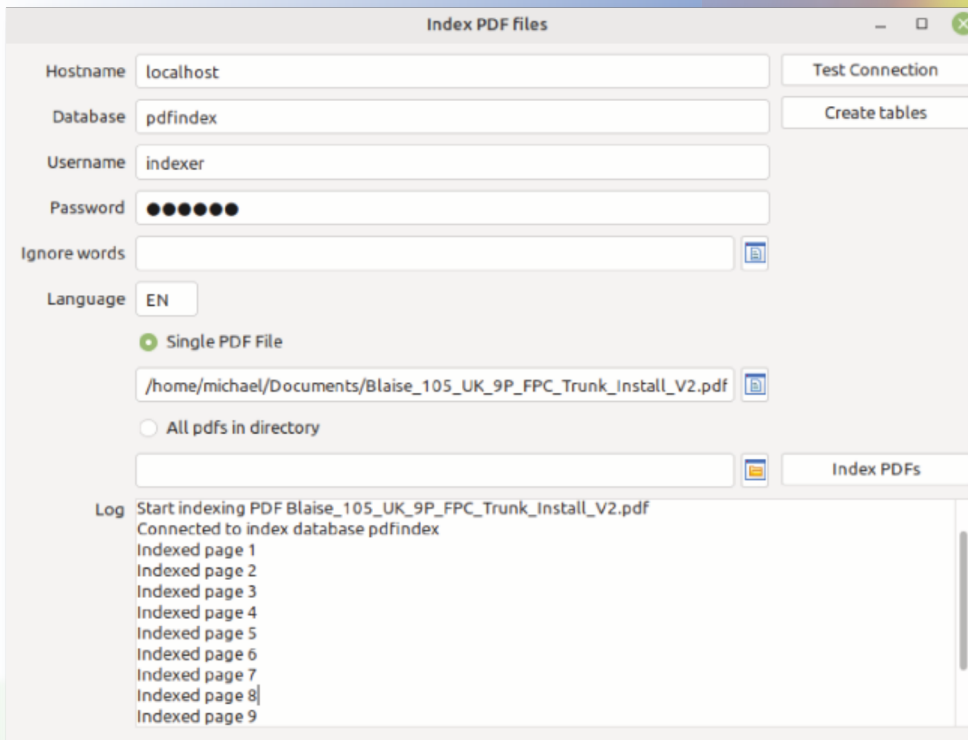 Index PDF files
Hostname localhost Test Connection
Database pdfindex Create tables
Username indexer
Password ●●●●●●
Ignore words
Language EN
Single PDF File
/home/michael/Documents/Blaise_105_UK_9P_FPC_Trunk_Install_V2.pdf
All pdfs in directory
Index PDFs
Log Start indexing PDF Blaise_105_UK_9P_FPC_Trunk_Install_V2.pdf
Connected to index database pdfindex
Indexed page 1
Indexed page 2
Indexed page 3
Indexed page 4
Indexed page 5
Indexed page 6
Indexed page 7
Indexed page 8
Indexed page 9